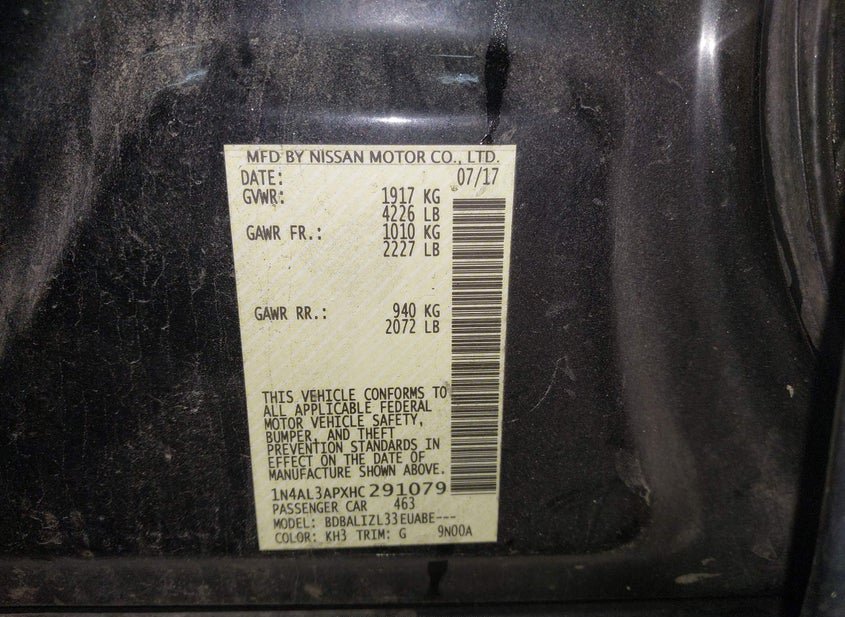 MFD BY NISSAN MOTOR CO., LTD.
DATE: 07/17
GVWR: 1917 KG
4226 LB
GAWR FR.: 1010 KG
2227 LB
GAWR RR.: 940 KG
2072 LB
THIS VEHICLE CONFORMS TO
ALL APPLICABLE FEDERAL
MOTOR VEHICLE SAFETY,
BUMPER, AND THEFT
PREVENTION STANDARDS IN
EFFECT ON THE DATE OF
MANUFACTURE SHOWN ABOVE.
1N4AL3APXHC291079
PASSENGER CAR 463
MODEL: BDBALIZL33EUABE---
COLOR: KH3 TRIM: G 9N00A